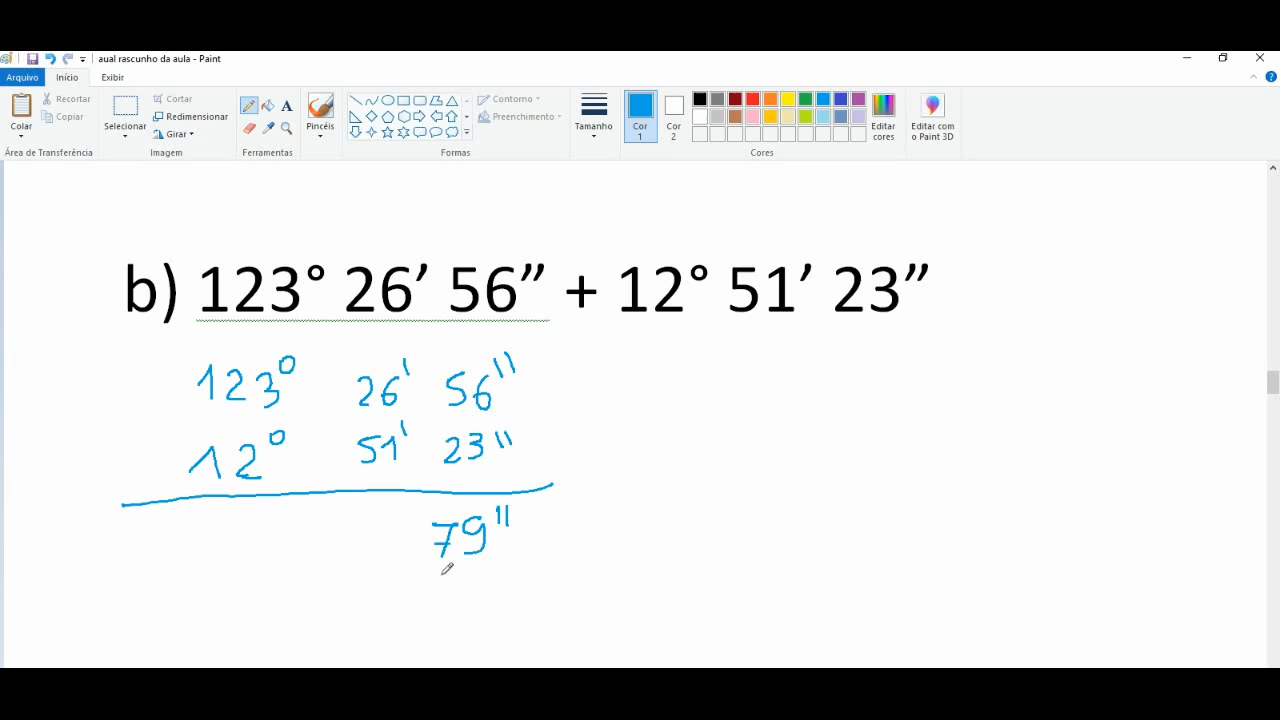 aual rascunho da aula - Paint
Arquivo Início Exibir
Colar
Recortar
Copiar
Área de Transferência
Selecionar
Cortar
Redimensionar
Girar
Imagem
A
Ferramentas
Pincéis
Contorno
Preenchimento
Formas
Tamanho
Cor 1
Cor 2
Editar cores
Cores
Editar com o Paint 3D
b) 123° 26’ 56” + 12° 51’ 23”
123° 26' 56"
12° 51' 23"
79"